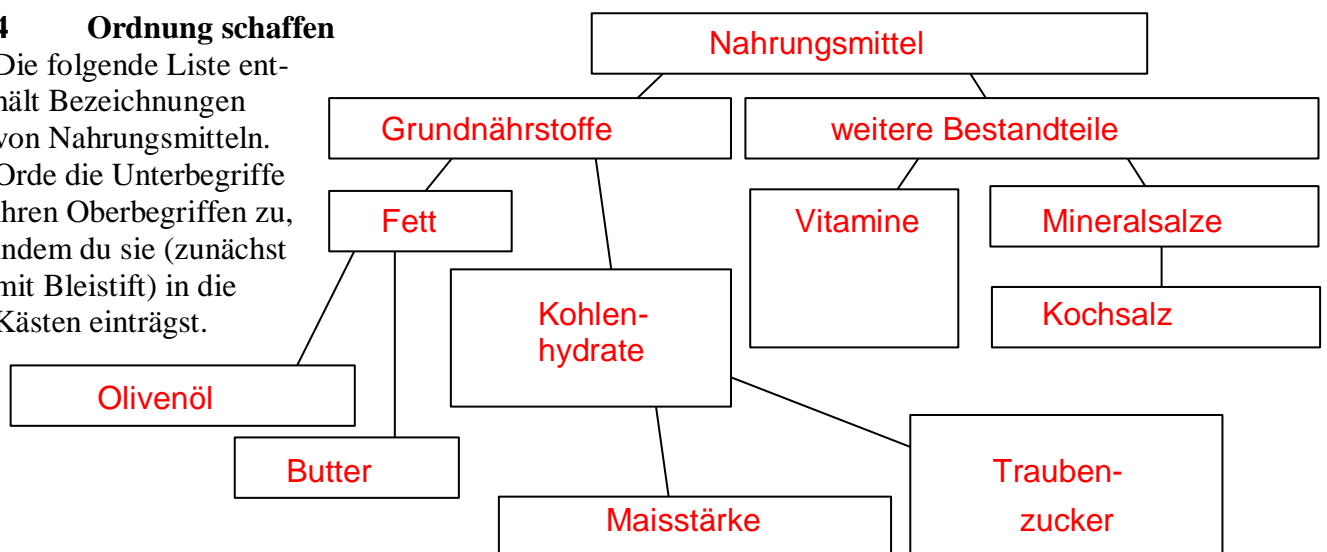 4 Ordnung schaffen
Die folgende Liste ent-
hält Bezeichnungen
von Nahrungsmitteln.
Orde die Unterbegriffe
ihren Oberbegriffen zu,
indem du sie (zunächst
mit Bleistift) in die
Kästen einträgst.
Nahrungsmittel
Grundnährstoffe
weitere Bestandteile
Fett
Vitamine
Mineralsalze
Kohlen-
hydrate
Kochsalz
Olivenöl
Butter
Maisstärke
Trauben-
zucker